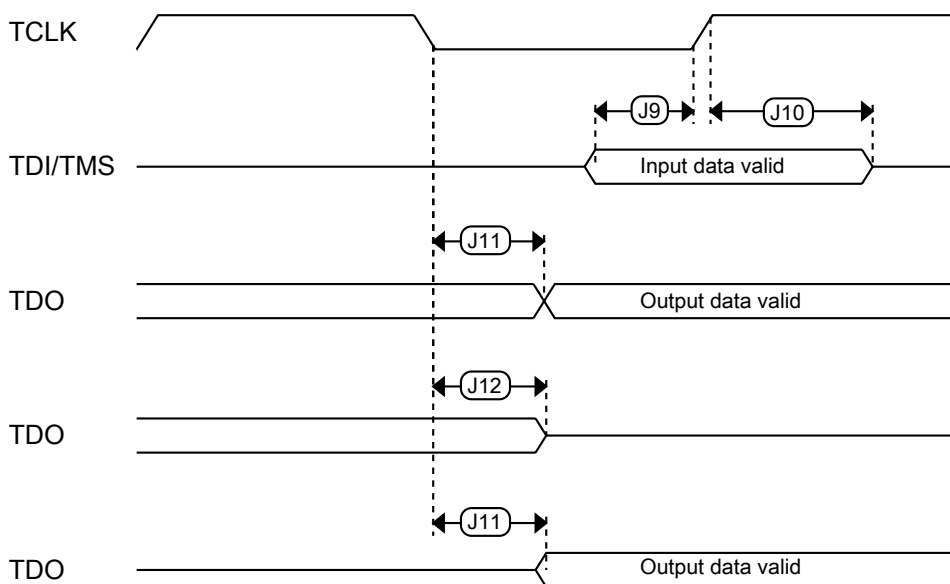 TCLK
J9
J10
TDI/TMS
Input data valid
J11
TDO
Output data valid
J12
TDO
J11
TDO
Output data valid